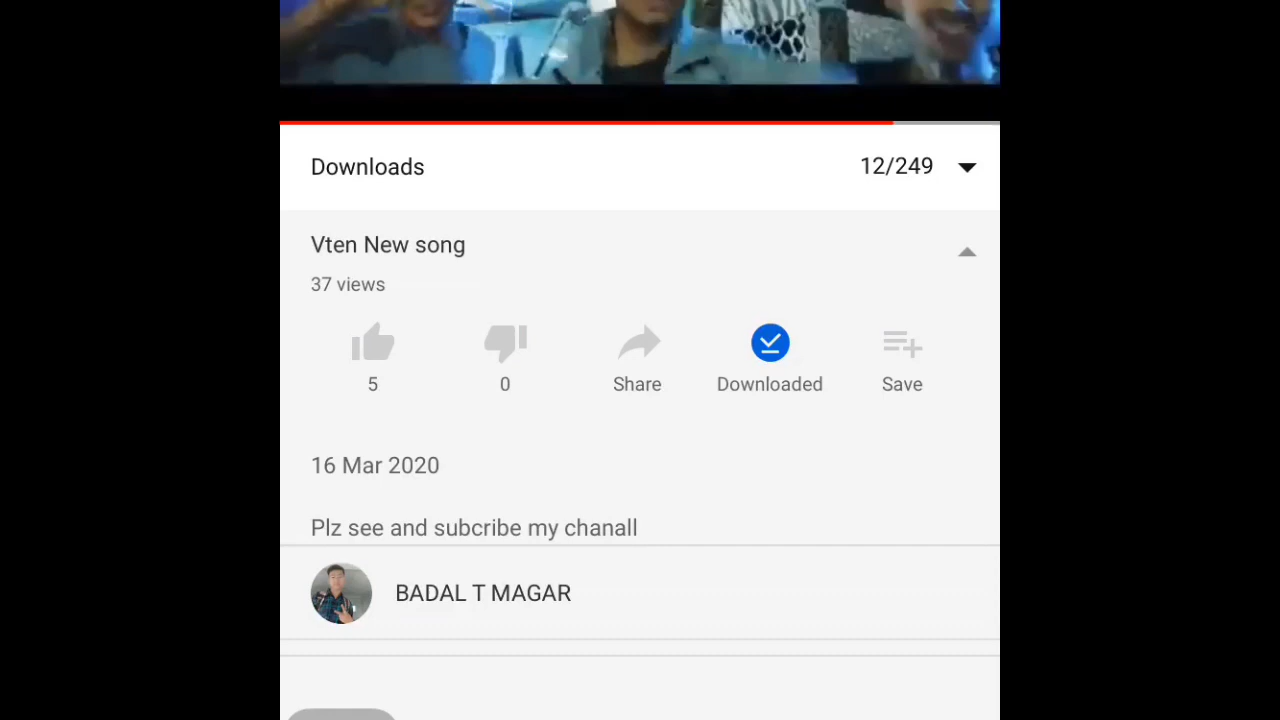 Downloads 12/249
Vten New song
37 views
5 0 Share Downloaded Save
16 Mar 2020
Plz see and subcribe my chanall
BADAL T MAGAR